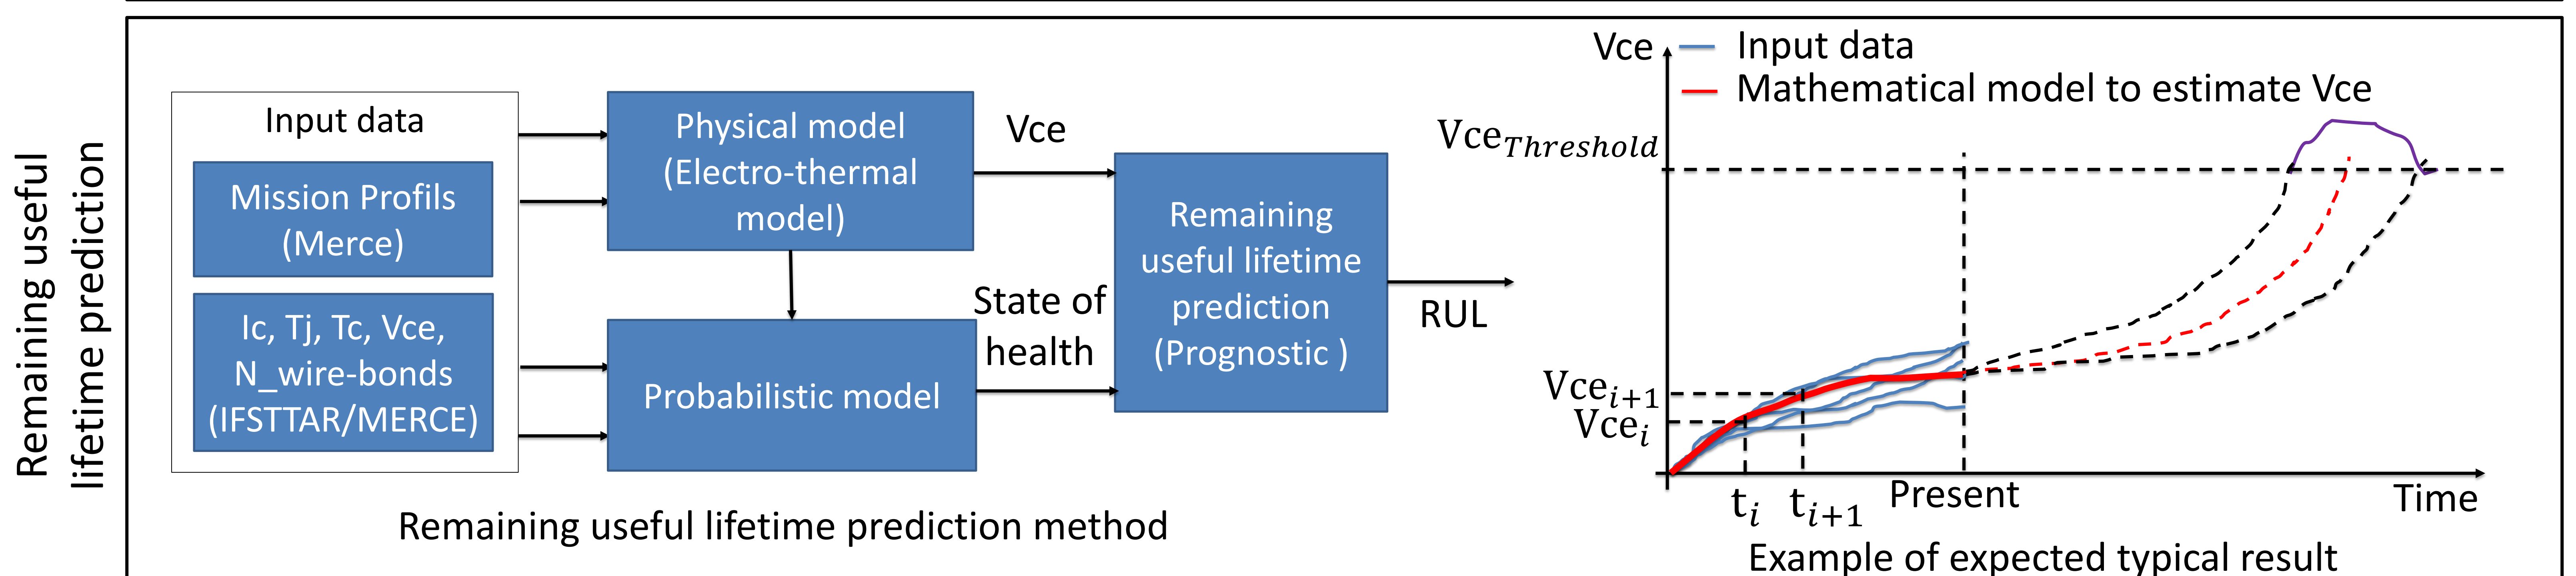 Remaining useful
lifetime prediction
Input data
Mission Profils
(Merce)
Ic, Tj, Tc, Vce,
N_wire-bonds
(IFSTTAR/MERCE)
Physical model
(Electro-thermal
model)
Probabilistic model
Vce
State of
health
Remaining
useful lifetime
prediction
(Prognostic )
RUL
Remaining useful lifetime prediction method
Vce
Input data
Mathematical model to estimate Vce
Vce_Threshold
Vce_{i+1}
Vce_i
t_i
t_{i+1}
Present
Time
Example of expected typical result